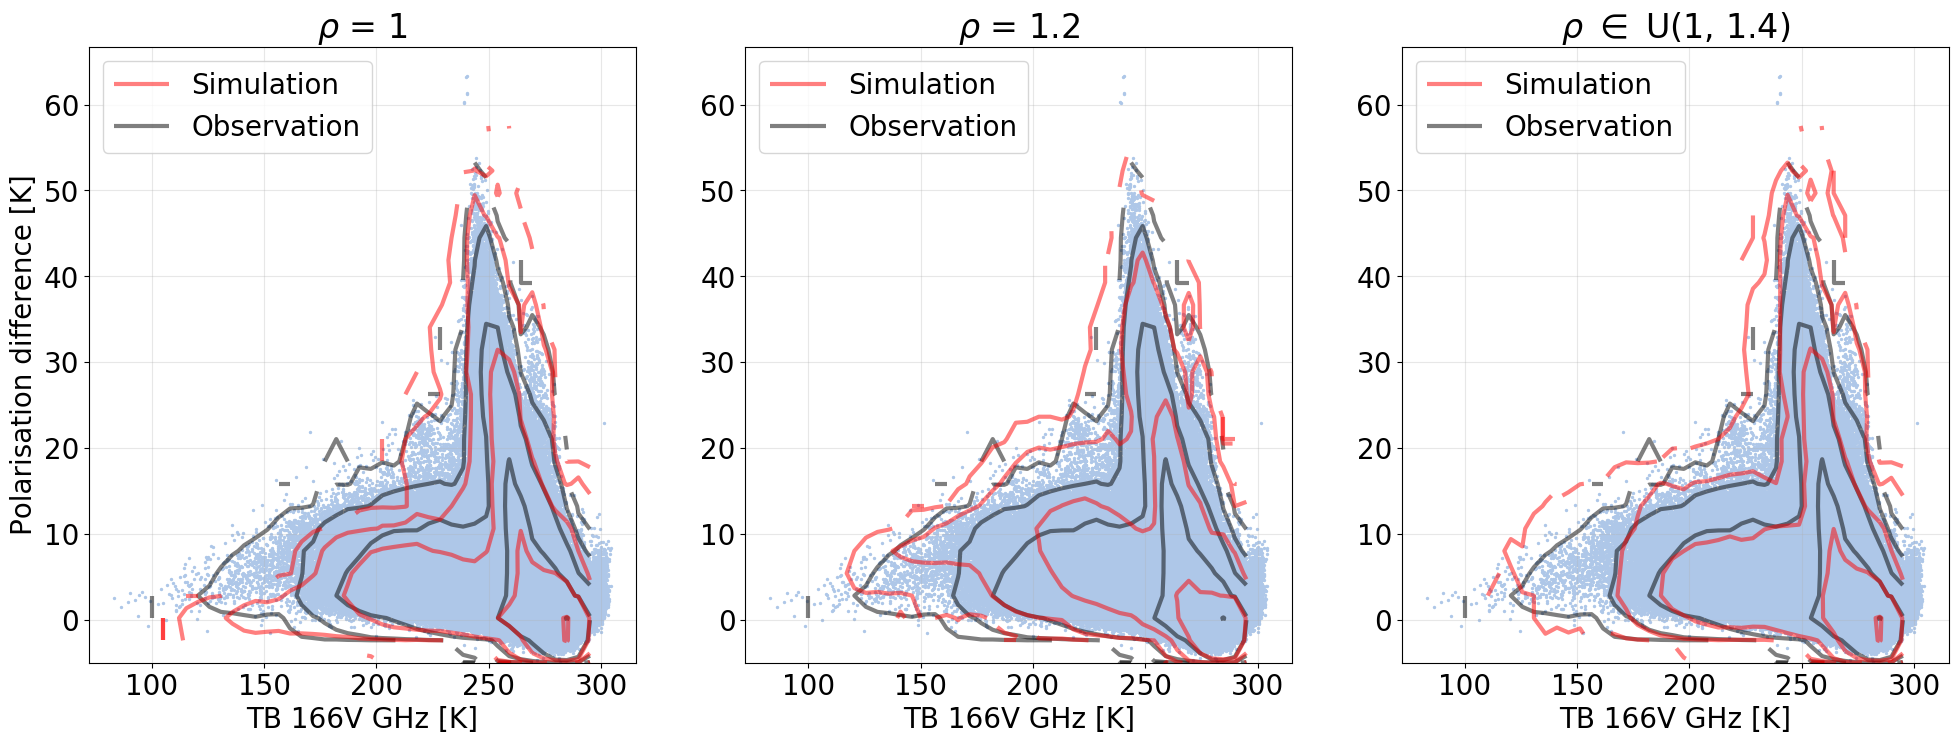 ρ = 1
ρ = 1.2
ρ ∈ U(1, 1.4)
Simulation
Observation
Simulation
Observation
Simulation
Observation
Polarisation difference [K]
60
50
40
30
20
10
0
60
50
40
30
20
10
0
60
50
40
30
20
10
0
100 150 200 250 300
100 150 200 250 300
100 150 200 250 300
TB 166V GHz [K]
TB 166V GHz [K]
TB 166V GHz [K]